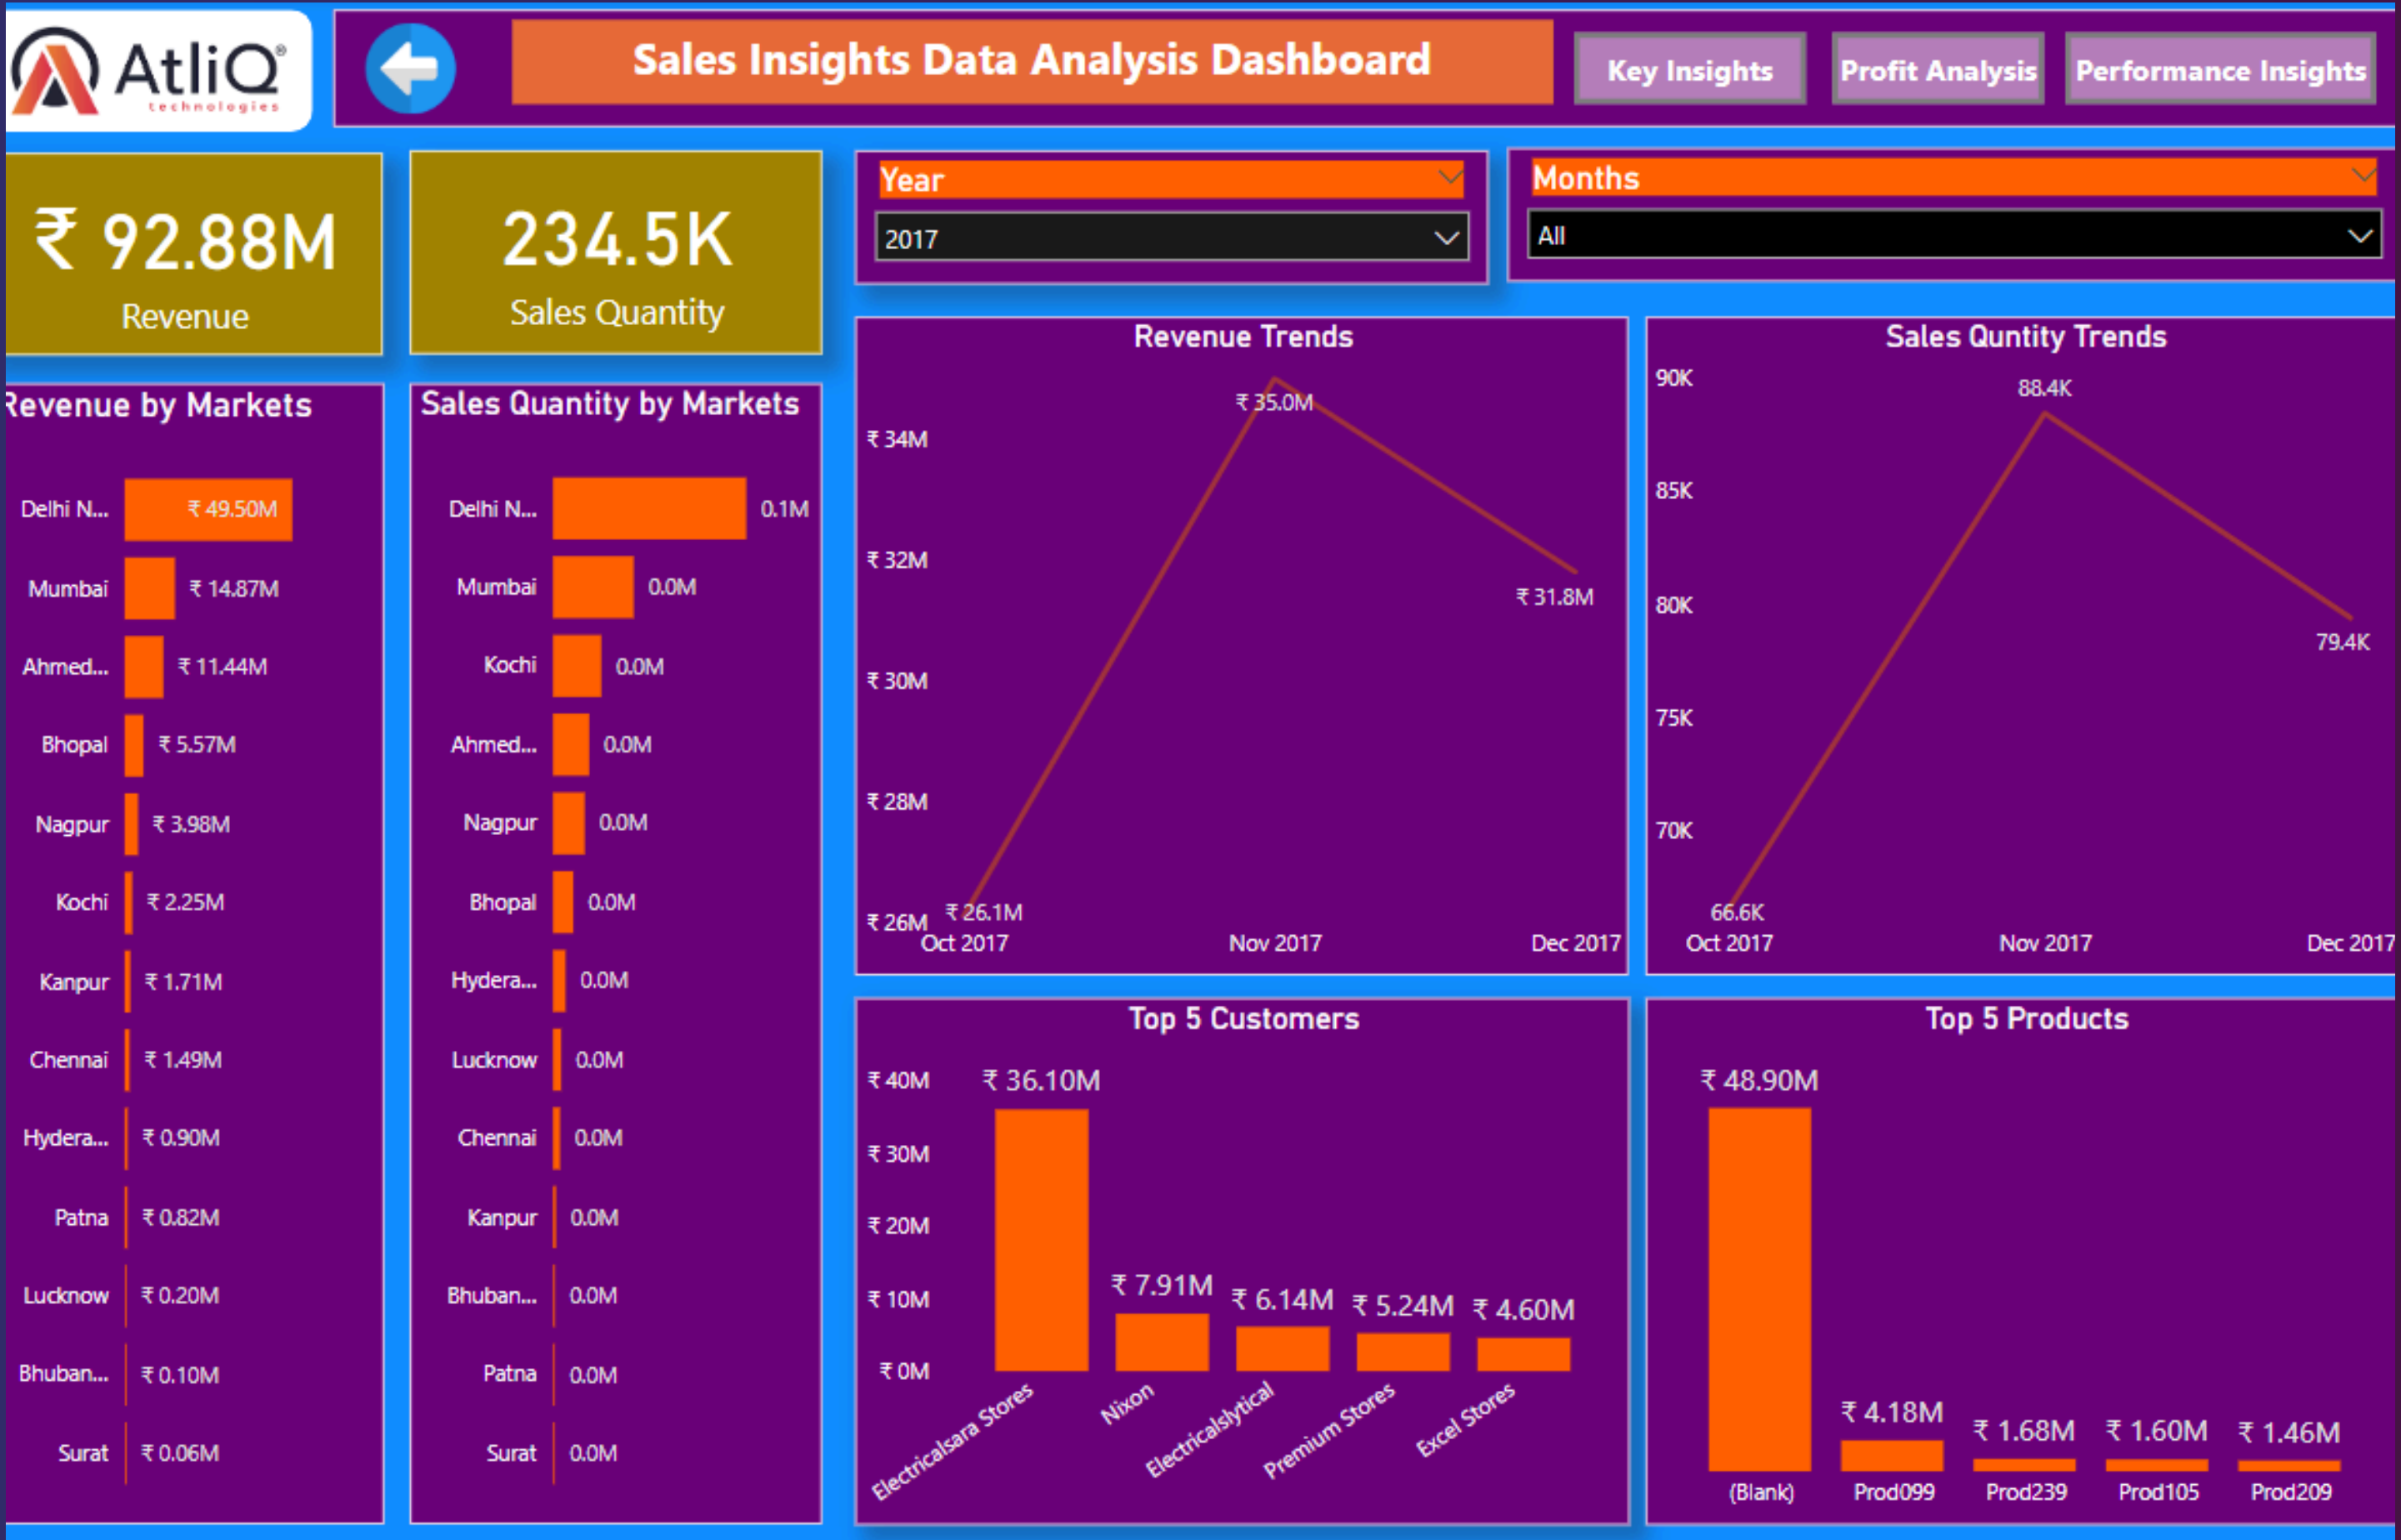 AtliQ®
technologies
Sales Insights Data Analysis Dashboard
Key Insights
Profit Analysis
Performance Insights
₹ 92.88M
Revenue
234.5K
Sales Quantity
Year
2017
Months
All
Revenue by Markets
Delhi N... ₹ 49.50M
Mumbai ₹ 14.87M
Ahmed... ₹ 11.44M
Bhopal ₹ 5.57M
Nagpur ₹ 3.98M
Kochi ₹ 2.25M
Kanpur ₹ 1.71M
Chennai ₹ 1.49M
Hydera... ₹ 0.90M
Patna ₹ 0.82M
Lucknow ₹ 0.20M
Bhuban... ₹ 0.10M
Surat ₹ 0.06M
Sales Quantity by Markets
Delhi N... 0.1M
Mumbai 0.0M
Kochi 0.0M
Ahmed... 0.0M
Nagpur 0.0M
Bhopal 0.0M
Hydera... 0.0M
Lucknow 0.0M
Chennai 0.0M
Kanpur 0.0M
Bhuban... 0.0M
Patna 0.0M
Surat 0.0M
Revenue Trends
₹ 35.0M
₹ 34M
₹ 32M
₹ 31.8M
₹ 30M
₹ 28M
₹ 26M ₹ 26.1M
Oct 2017 Nov 2017 Dec 2017
Sales Quntity Trends
90K
88.4K
85K
80K
79.4K
75K
70K
66.6K
Oct 2017 Nov 2017 Dec 2017
Top 5 Customers
₹ 40M ₹ 36.10M
₹ 30M
₹ 20M
₹ 10M ₹ 7.91M ₹ 6.14M ₹ 5.24M ₹ 4.60M
₹ 0M
Electricalsara Stores
Nixon
Electricalslytical
Premium Stores
Excel Stores
Top 5 Products
₹ 48.90M
₹ 4.18M ₹ 1.68M ₹ 1.60M ₹ 1.46M
(Blank) Prod099 Prod239 Prod105 Prod209